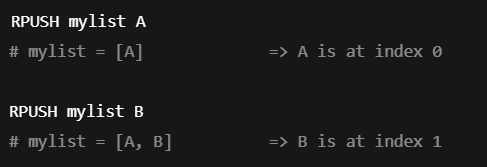 RPUSH mylist A
# mylist = [A]              => A is at index 0
RPUSH mylist B
# mylist = [A, B]           => B is at index 1